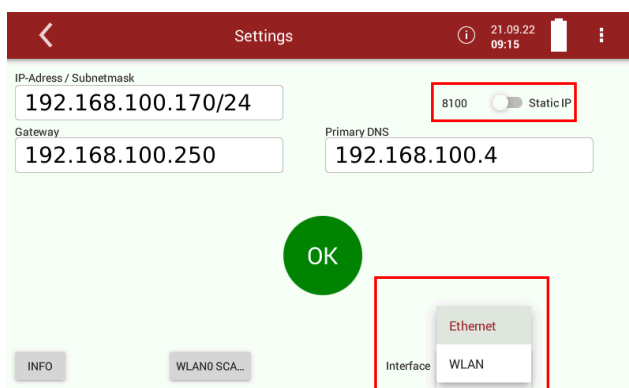 Settings
21.09.22
09:15
IP-Adress / Subnetmask
192.168.100.170/24
8100 Static IP
Gateway
192.168.100.250
Primary DNS
192.168.100.4
OK
Ethernet
INFO
WLAN0 SCA...
Interface
WLAN